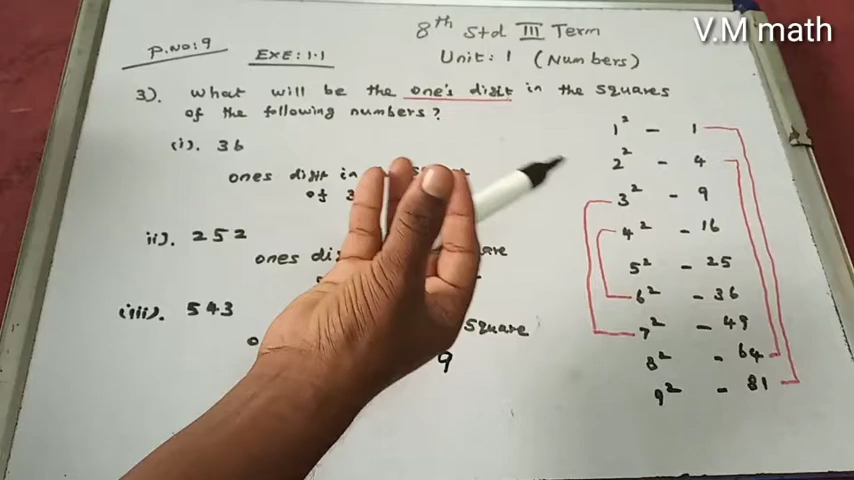 V.M math
8th Std III Term
P.NO: 9
EXE: 1.1
Unit: 1 (Numbers)
3). What will be the one's digit in the squares
of the following numbers?
(i). 36
ones digit in
of 3
ii). 252
ones
(iii). 543
square
9
1² - 1
2² - 4
3² - 9
4² - 16
5² - 25
6² - 36
7² - 49
8² - 64
9² - 81